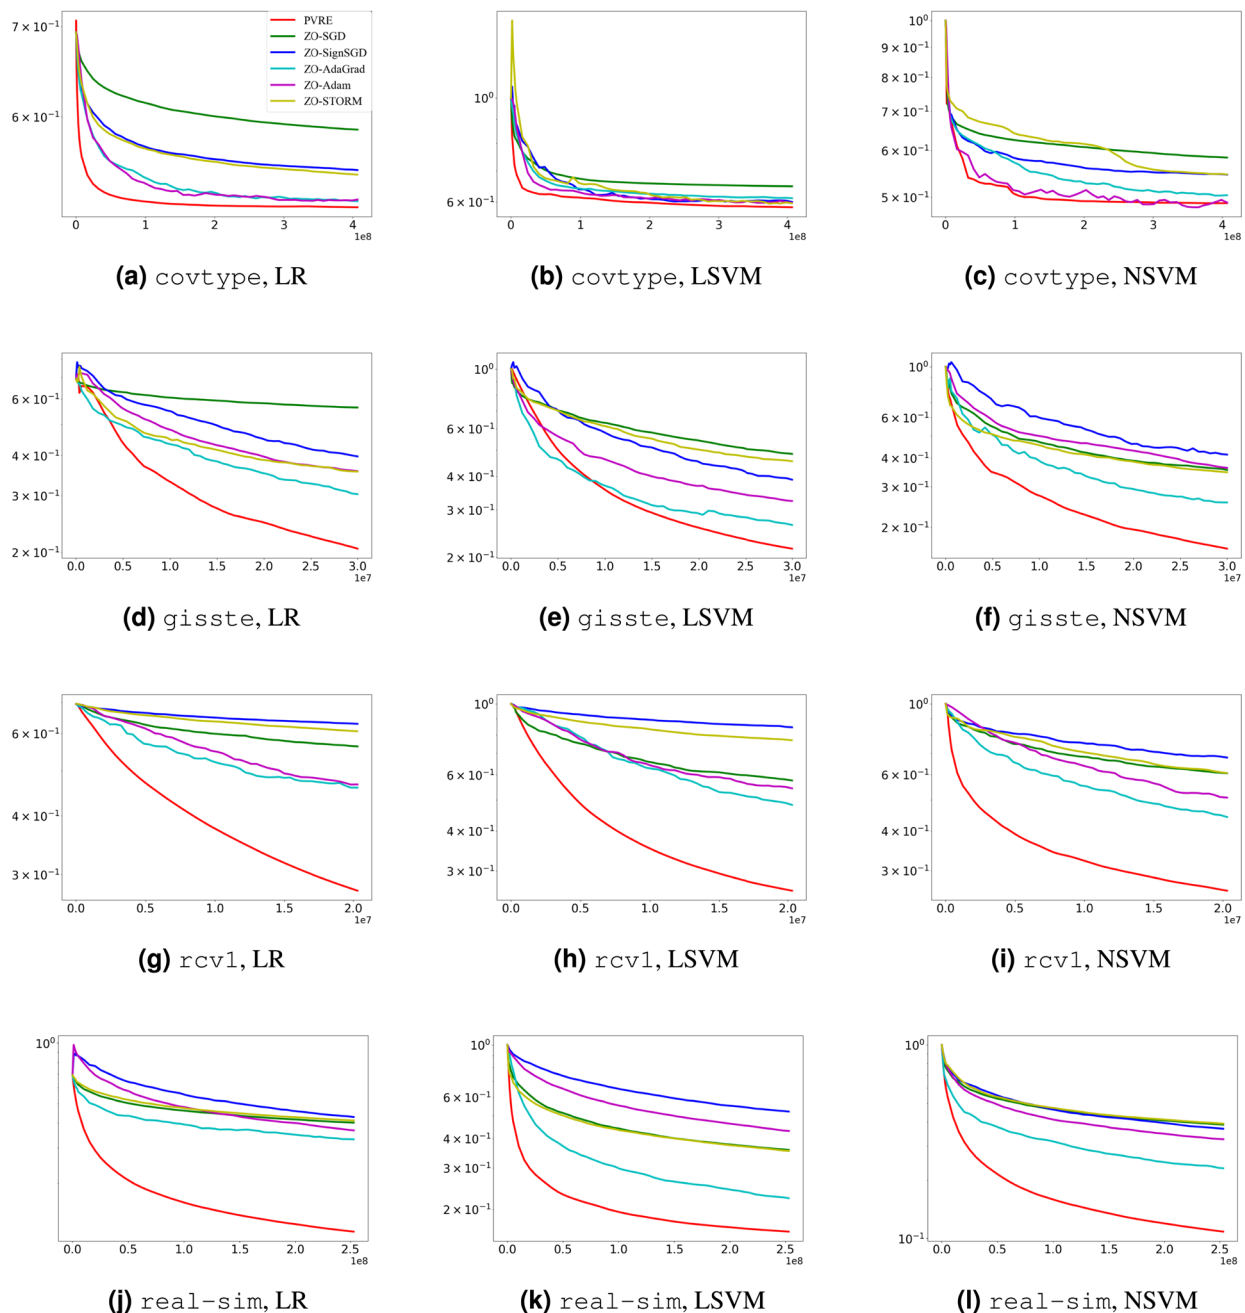 7 × 10⁻¹
6 × 10⁻¹
PVRE
ZO-SGD
ZO-SignSGD
ZO-AdaGrad
ZO-Adam
ZO-STORM
0 1 2 3 4
1e8
(a) covtype, LR
10⁰
6 × 10⁻¹
0 1 2 3 4
1e8
(b) covtype, LSVM
10⁰
9 × 10⁻¹
8 × 10⁻¹
7 × 10⁻¹
6 × 10⁻¹
5 × 10⁻¹
0 1 2 3 4
1e8
(c) covtype, NSVM
6 × 10⁻¹
4 × 10⁻¹
3 × 10⁻¹
2 × 10⁻¹
0.0 0.5 1.0 1.5 2.0 2.5 3.0
1e7
(d) gisste, LR
10⁰
6 × 10⁻¹
4 × 10⁻¹
3 × 10⁻¹
2 × 10⁻¹
0.0 0.5 1.0 1.5 2.0 2.5 3.0
1e7
(e) gisste, LSVM
10⁰
6 × 10⁻¹
4 × 10⁻¹
3 × 10⁻¹
2 × 10⁻¹
0.0 0.5 1.0 1.5 2.0 2.5 3.0
1e7
(f) gisste, NSVM
6 × 10⁻¹
4 × 10⁻¹
3 × 10⁻¹
0.0 0.5 1.0 1.5 2.0
1e7
(g) rcv1, LR
10⁰
6 × 10⁻¹
4 × 10⁻¹
3 × 10⁻¹
0.0 0.5 1.0 1.5 2.0
1e7
(h) rcv1, LSVM
10⁰
6 × 10⁻¹
4 × 10⁻¹
3 × 10⁻¹
0.0 0.5 1.0 1.5 2.0
1e7
(i) rcv1, NSVM
10⁰
0.0 0.5 1.0 1.5 2.0 2.5
1e8
(j) real-sim, LR
10⁰
6 × 10⁻¹
4 × 10⁻¹
3 × 10⁻¹
2 × 10⁻¹
0.0 0.5 1.0 1.5 2.0 2.5
1e8
(k) real-sim, LSVM
10⁰
10⁻¹
0.0 0.5 1.0 1.5 2.0 2.5
1e8
(l) real-sim, NSVM